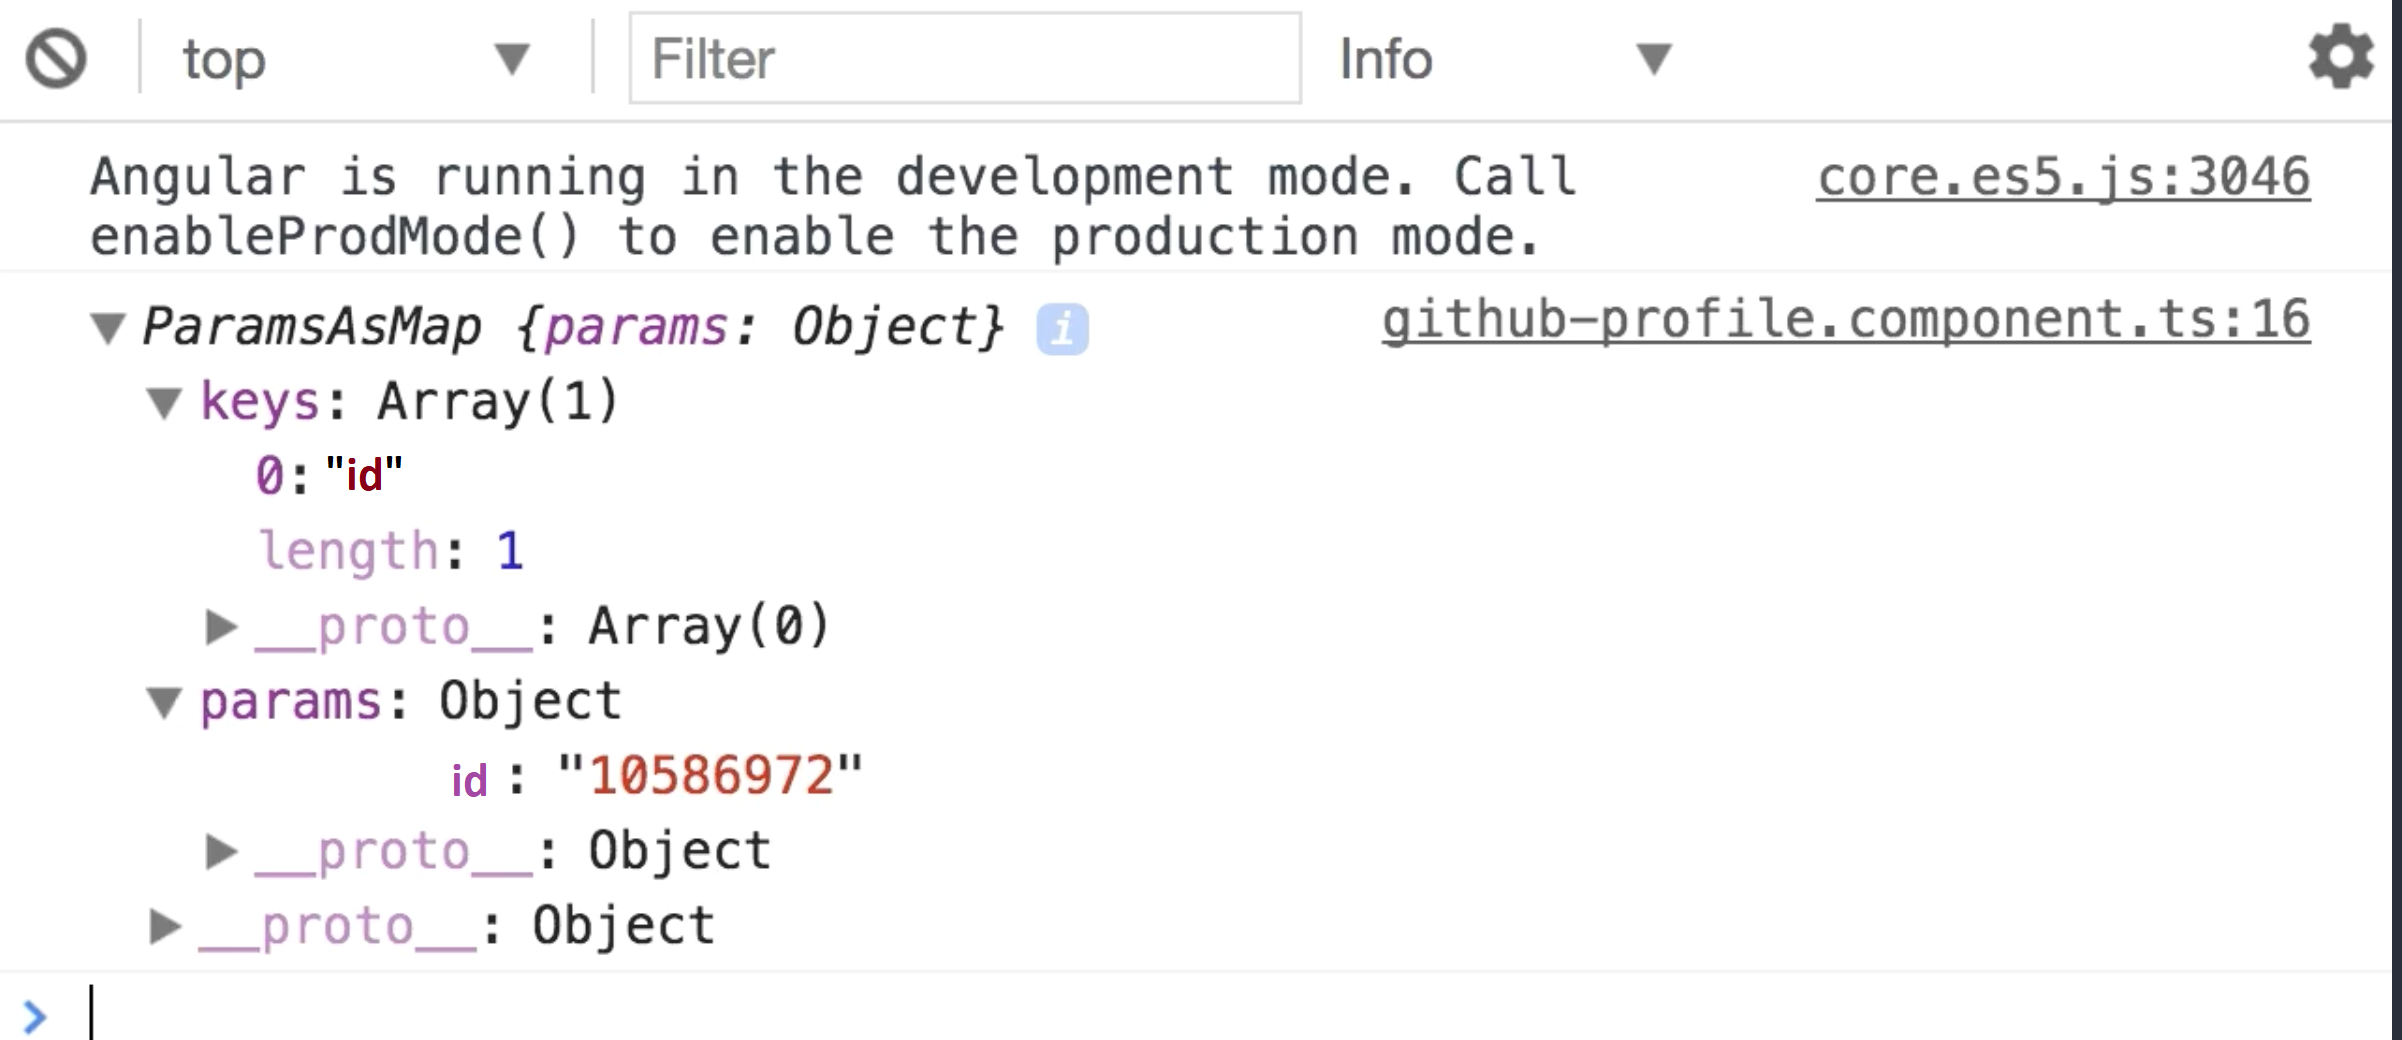 top Filter Info
Angular is running in the development mode. Call core.es5.js:3046
enableProdMode() to enable the production mode.
ParamsAsMap {params: Object} i github-profile.component.ts:16
keys: Array(1)
0: "id"
length: 1
__proto__: Array(0)
params: Object
id : "10586972"
__proto__: Object
__proto__: Object